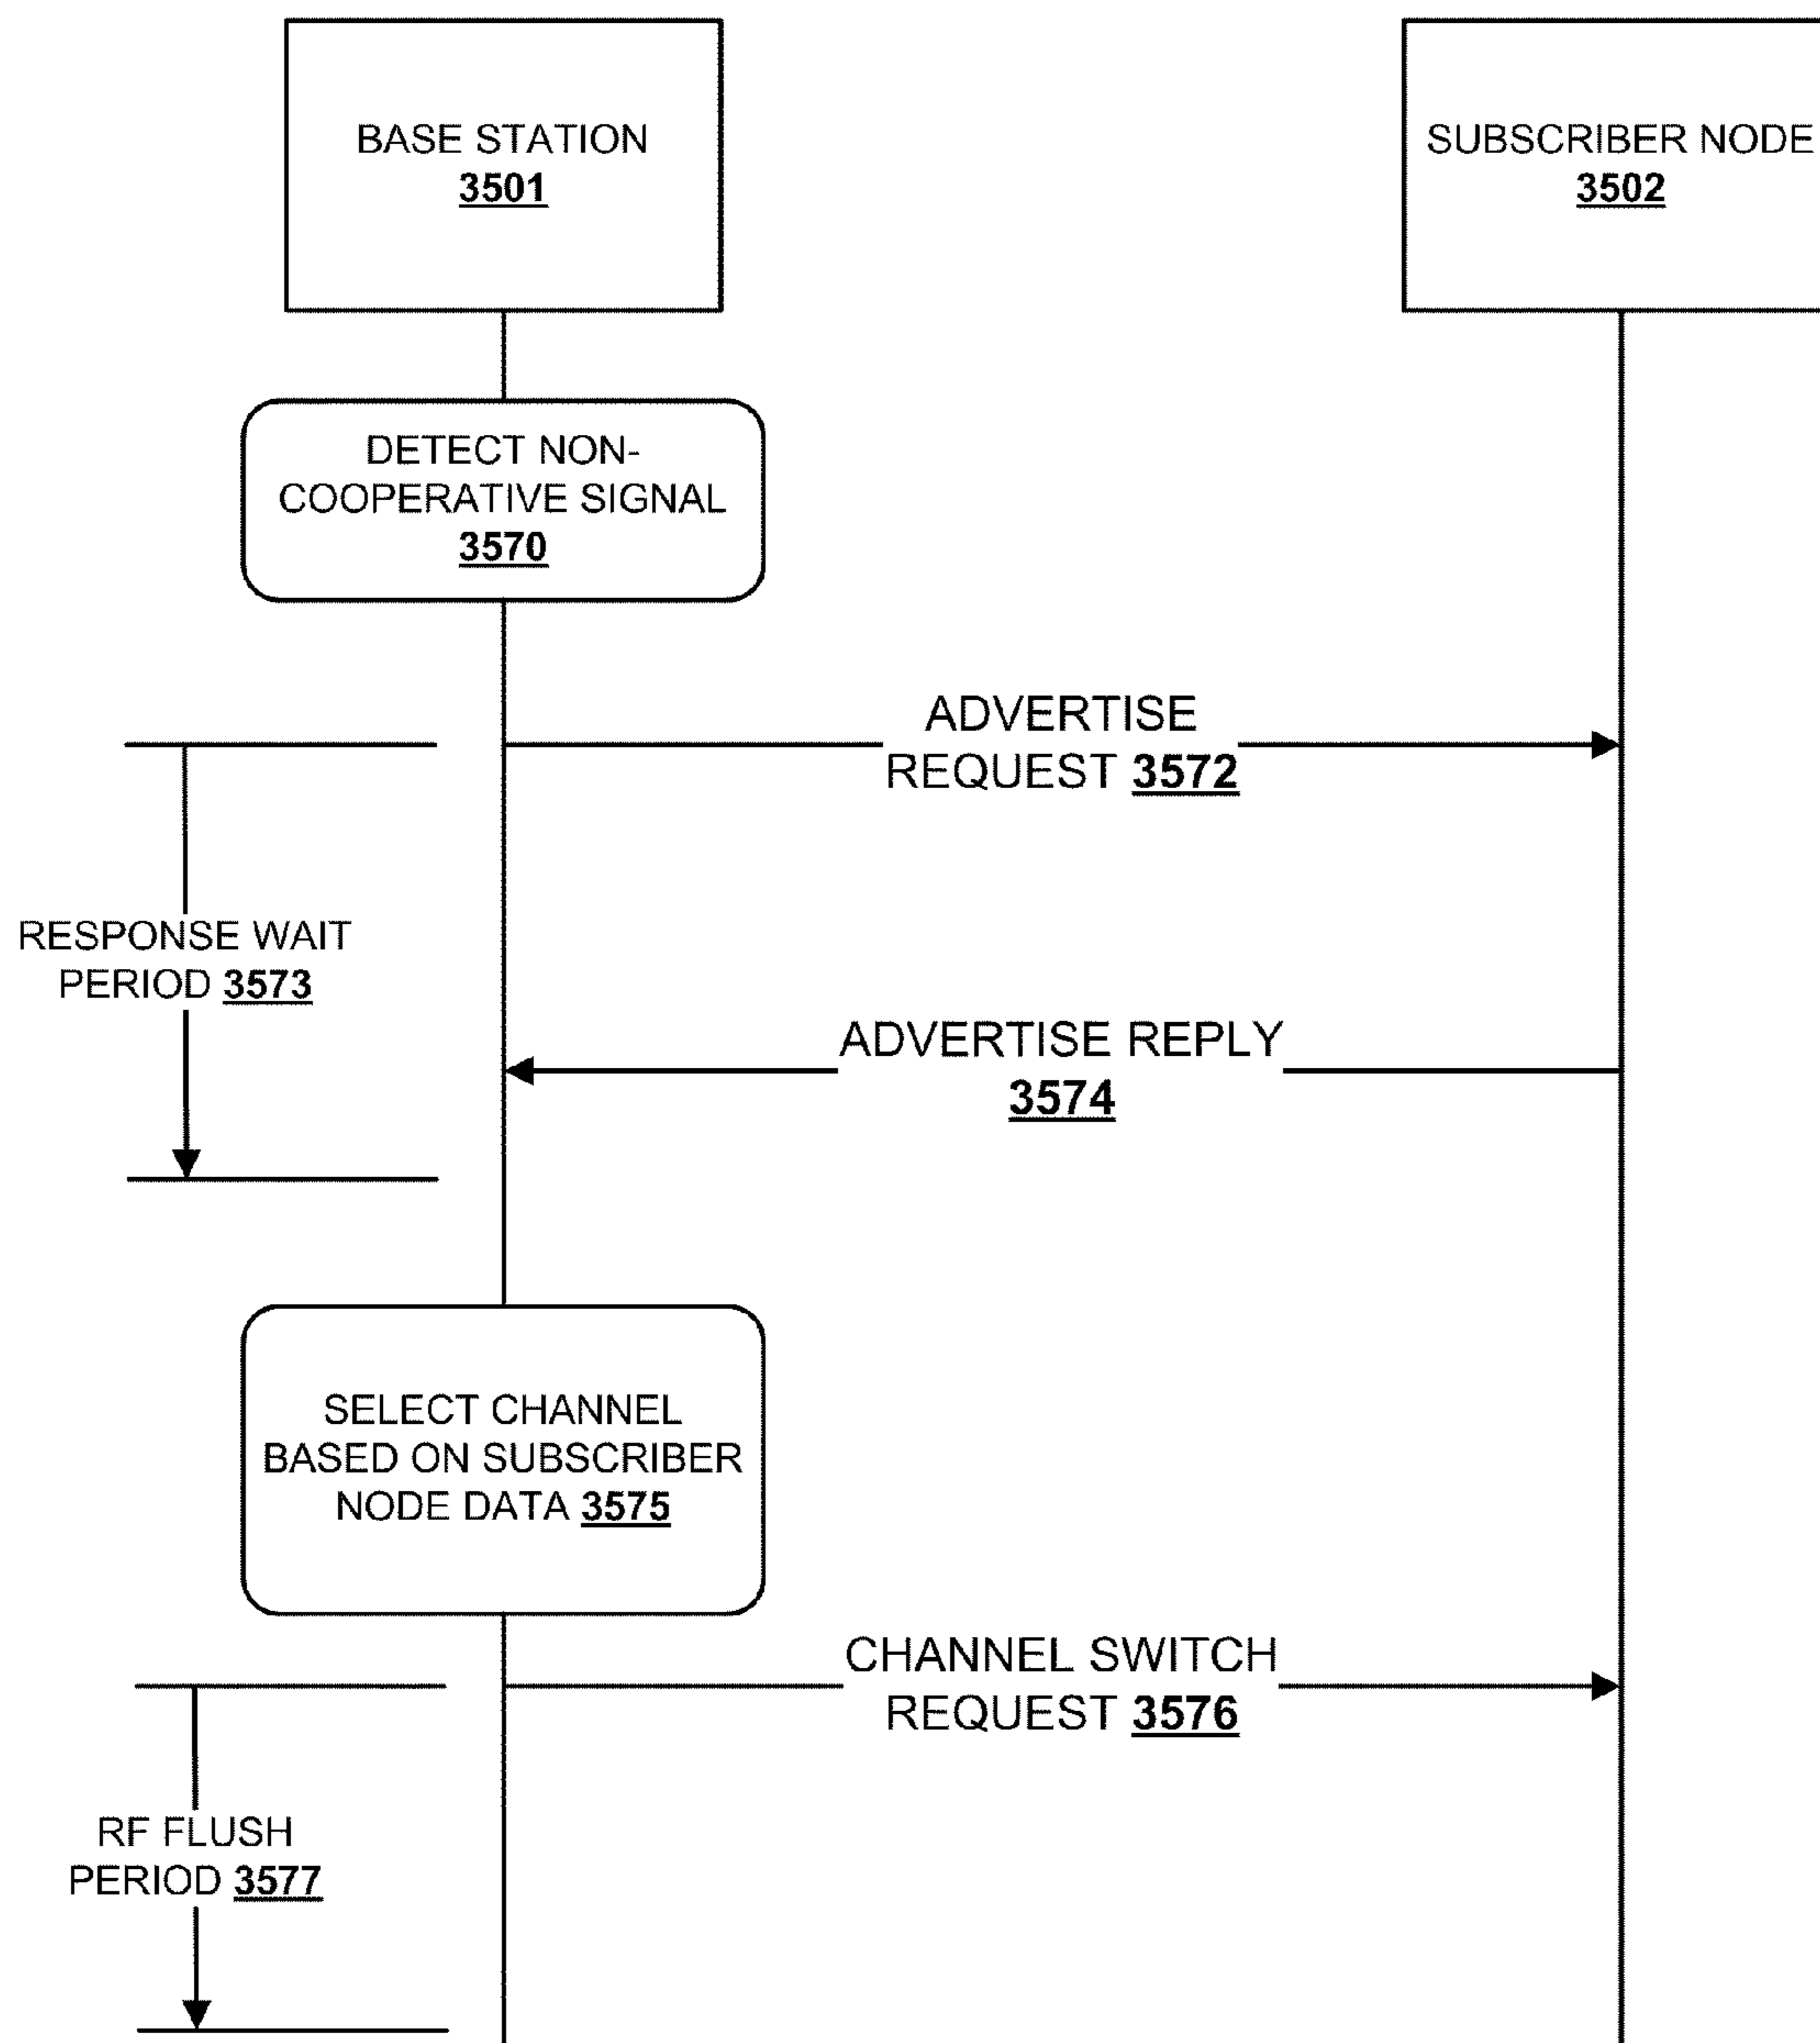 BASE STATION
3501
SUBSCRIBER NODE
3502
DETECT NON-
COOPERATIVE SIGNAL
3570
ADVERTISE
REQUEST 3572
RESPONSE WAIT
PERIOD 3573
ADVERTISE REPLY
3574
SELECT CHANNEL
BASED ON SUBSCRIBER
NODE DATA 3575
CHANNEL SWITCH
REQUEST 3576
RF FLUSH
PERIOD 3577